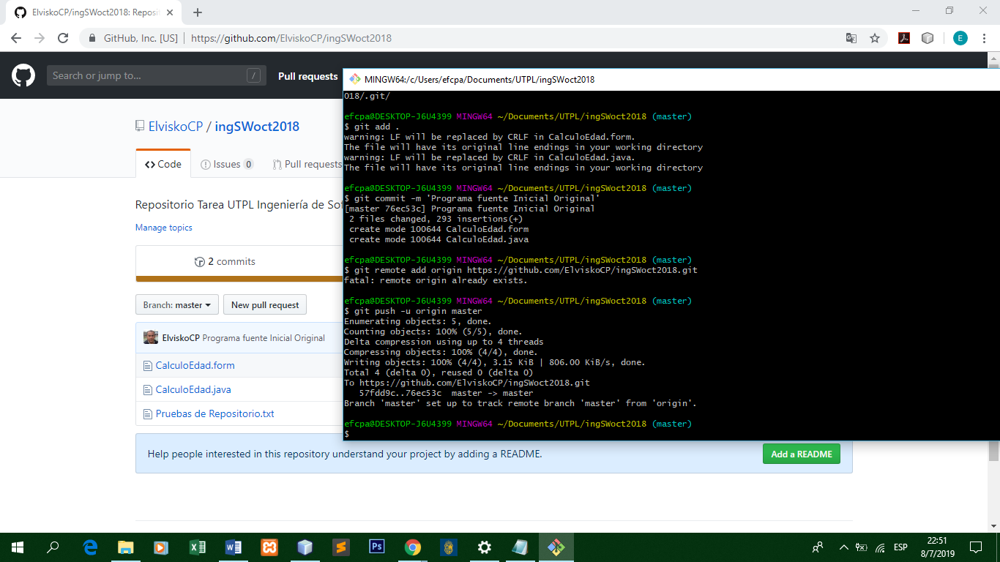 ElviskoCP/ingSWoct2018: Reposi
GitHub, Inc. [US]
https://github.com/ElviskoCP/ingSWoct2018
E
Search or jump to...
/
Pull requests
ElviskoCP / ingSWoct2018
Code
Issues 0
Pull requests
Repositorio Tarea UTPL Ingeniería de Sof
Manage topics
2 commits
Branch: master
New pull request
ElviskoCP Programa fuente Inicial Original
CalculoEdad.form
CalculoEdad.java
Pruebas de Repositorio.txt
Help people interested in this repository understand your project by adding a README.
Add a README
MINGW64:/c/Users/efcpa/Documents/UTPL/ingSWoct2018
018/.git/
efcpa@DESKTOP-J6U4399 MINGW64 ~/Documents/UTPL/ingSWoct2018 (master)
$ git add .
warning: LF will be replaced by CRLF in CalculoEdad.form.
The file will have its original line endings in your working directory
warning: LF will be replaced by CRLF in CalculoEdad.java.
The file will have its original line endings in your working directory
efcpa@DESKTOP-J6U4399 MINGW64 ~/Documents/UTPL/ingSWoct2018 (master)
$ git commit -m 'Programa fuente Inicial Original'
[master 76ec53c] Programa fuente Inicial Original
2 files changed, 293 insertions(+)
create mode 100644 CalculoEdad.form
create mode 100644 CalculoEdad.java
efcpa@DESKTOP-J6U4399 MINGW64 ~/Documents/UTPL/ingSWoct2018 (master)
$ git remote add origin https://github.com/ElviskoCP/ingSWoct2018.git
fatal: remote origin already exists.
efcpa@DESKTOP-J6U4399 MINGW64 ~/Documents/UTPL/ingSWoct2018 (master)
$ git push -u origin master
Enumerating objects: 5, done.
Counting objects: 100% (5/5), done.
Delta compression using up to 4 threads
Compressing objects: 100% (4/4), done.
Writing objects: 100% (4/4), 3.15 KiB | 806.00 KiB/s, done.
Total 4 (delta 0), reused 0 (delta 0)
To https://github.com/ElviskoCP/ingSWoct2018.git
57fdd9c..76ec53c master -> master
Branch 'master' set up to track remote branch 'master' from 'origin'.
efcpa@DESKTOP-J6U4399 MINGW64 ~/Documents/UTPL/ingSWoct2018 (master)
$
Ps
ESP
22:51
8/7/2019